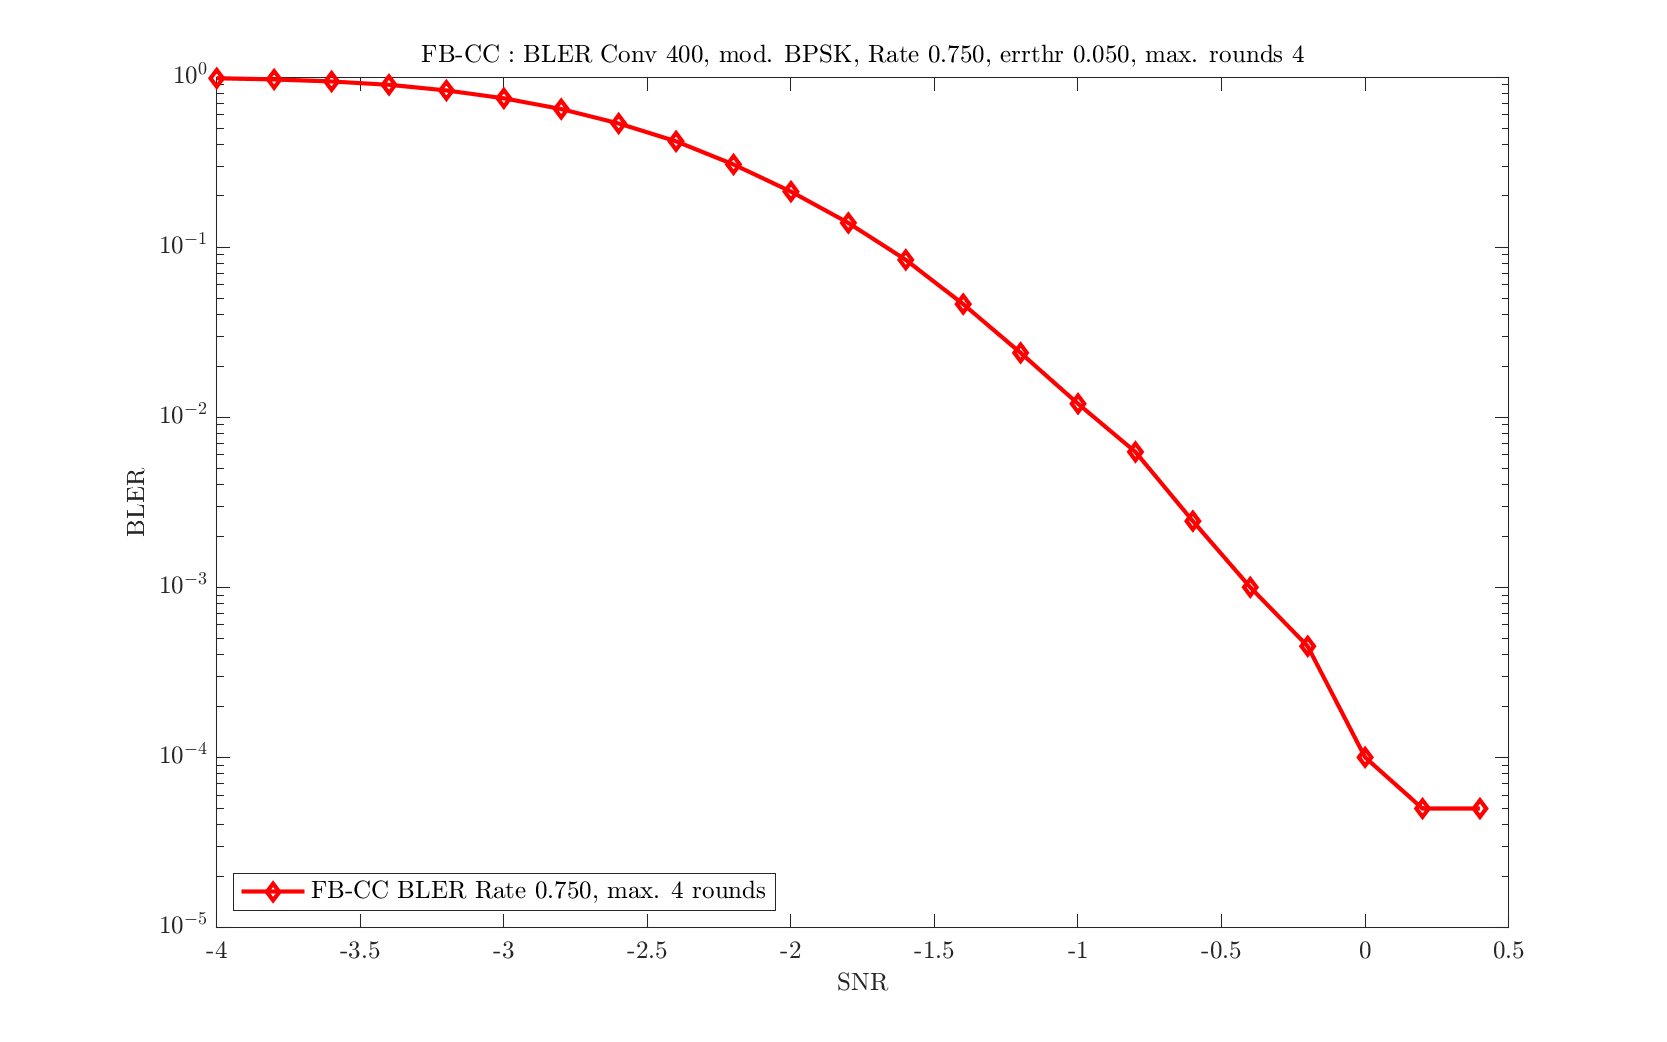 FB-CC : BLER Conv 400, mod. BPSK, Rate 0.750, errthr 0.050, max. rounds 4
10^0
10^-1
10^-2
10^-3
10^-4
10^-5
BLER
FB-CC BLER Rate 0.750, max. 4 rounds
-4 -3.5 -3 -2.5 -2 -1.5 -1 -0.5 0 0.5
SNR